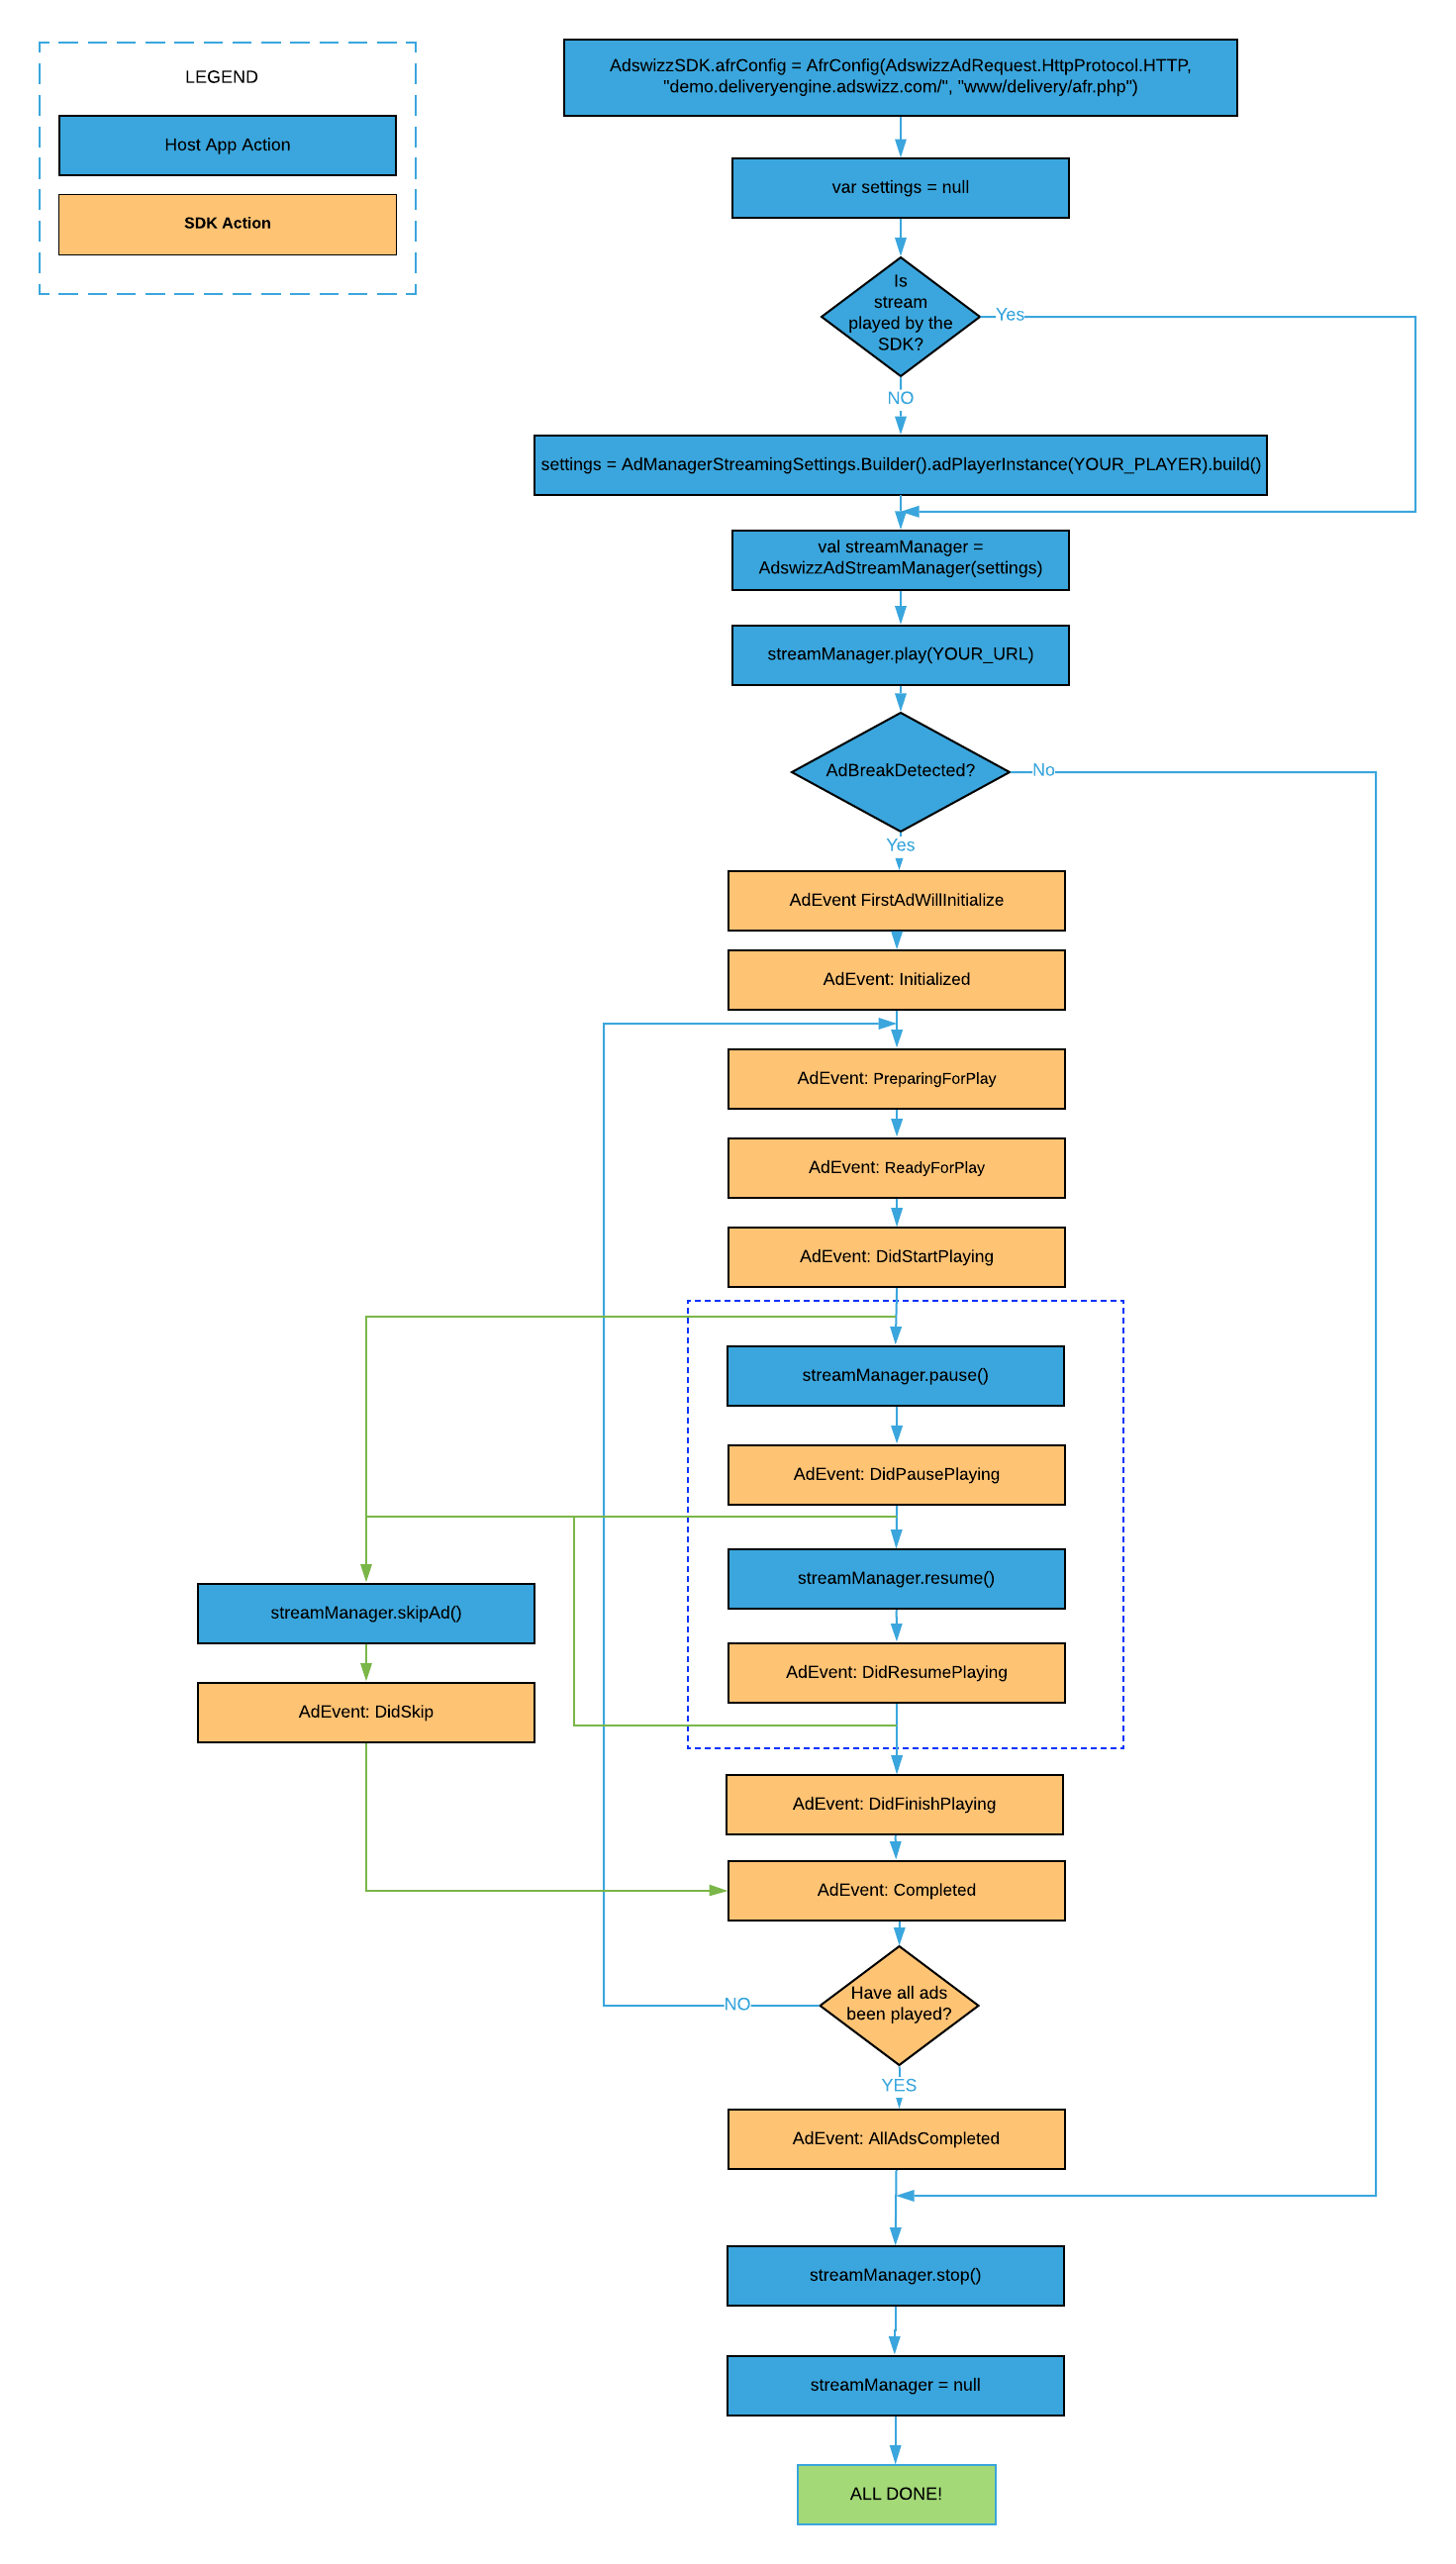 LEGEND
Host App Action
SDK Action
AdswizzSDK.afrConfig = AfrConfig(AdswizzAdRequest.HttpProtocol.HTTP,
"demo.deliveryengine.adswizz.com/", "www/delivery/afr.php")
var settings = null
Is
stream
played by the
SDK?
Yes
NO
settings = AdManagerStreamingSettings.Builder().adPlayerInstance(YOUR_PLAYER).build()
val streamManager =
AdswizzAdStreamManager(settings)
streamManager.play(YOUR_URL)
AdBreakDetected?
No
Yes
AdEvent FirstAdWillInitialize
AdEvent: Initialized
AdEvent: PreparingForPlay
AdEvent: ReadyForPlay
AdEvent: DidStartPlaying
streamManager.pause()
AdEvent: DidPausePlaying
streamManager.resume()
streamManager.skipAd()
AdEvent: DidResumePlaying
AdEvent: DidSkip
AdEvent: DidFinishPlaying
AdEvent: Completed
Have all ads
been played?
NO
YES
AdEvent: AllAdsCompleted
streamManager.stop()
streamManager = null
ALL DONE!